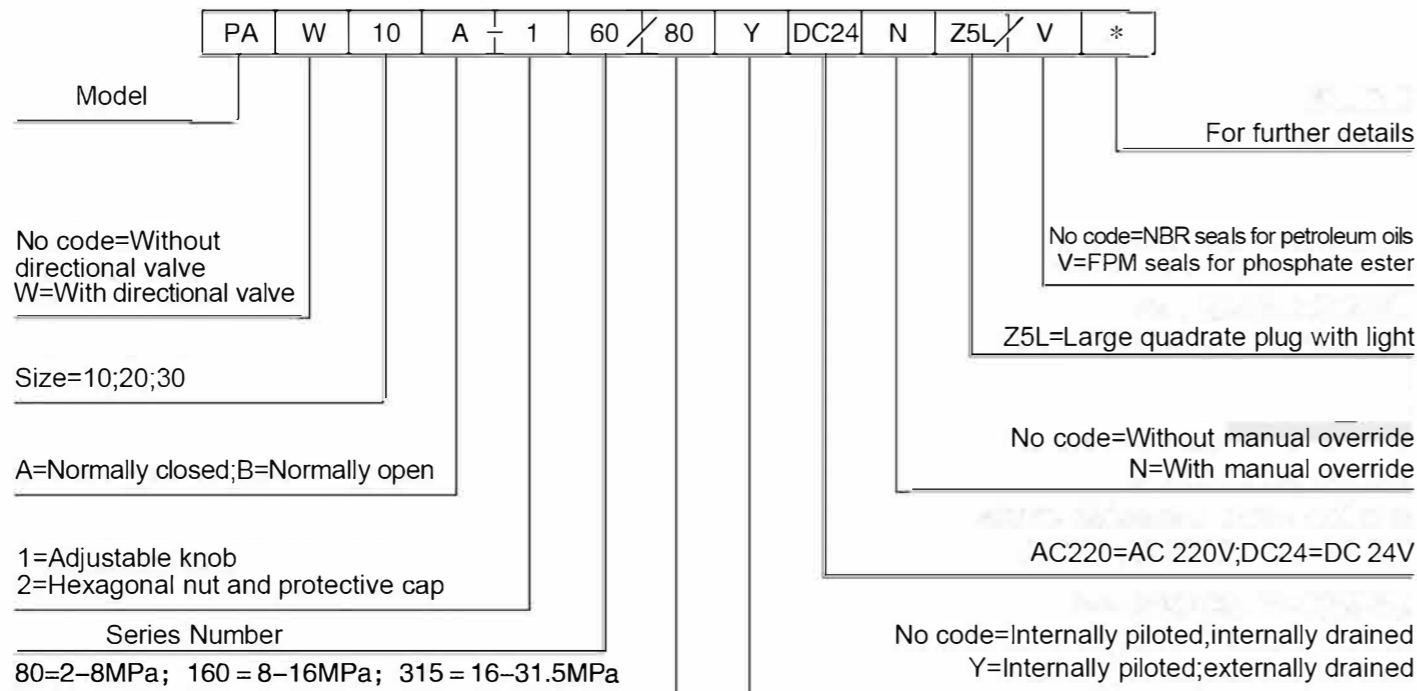 PA W 10 A - 1 60 / 80 Y DC24 N Z5L / V *
Model
For further details
No code=Without
directional valve
W=With directional valve
No code=NBR seals for petroleum oils
V=FPM seals for phosphate ester
Z5L=Large quadrate plug with light
Size=10;20;30
No code=Without manual override
N=With manual override
A=Normally closed;B=Normally open
1=Adjustable knob
2=Hexagonal nut and protective cap
AC220=AC 220V;DC24=DC 24V
Series Number
80=2–8MPa; 160=8–16MPa; 315=16–31.5MPa
No code=Internally piloted,internally drained
Y=Internally piloted;externally drained